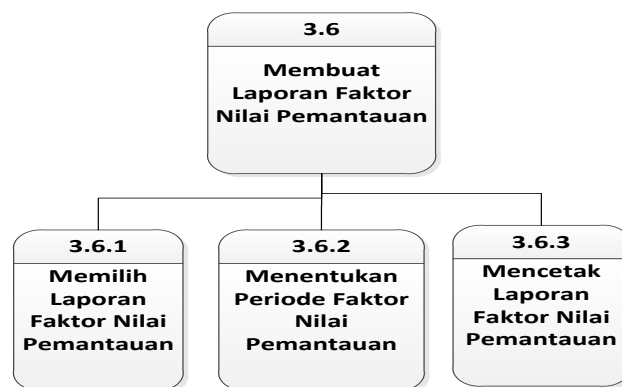 3.6
Membuat
Laporan Faktor
Nilai Pemantauan
3.6.1
Memilih
Laporan
Faktor Nilai
Pemantauan
3.6.2
Menentukan
Periode Faktor
Nilai
Pemantauan
3.6.3
Mencetak
Laporan
Faktor Nilai
Pemantauan